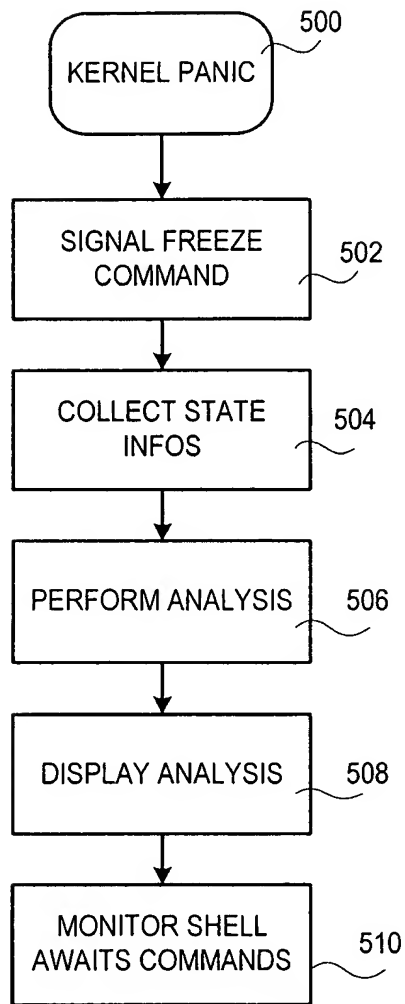 500
KERNEL PANIC
SIGNAL FREEZE
COMMAND
502
COLLECT STATE
INFOS
504
PERFORM ANALYSIS
506
DISPLAY ANALYSIS
508
MONITOR SHELL
AWAITS COMMANDS
510